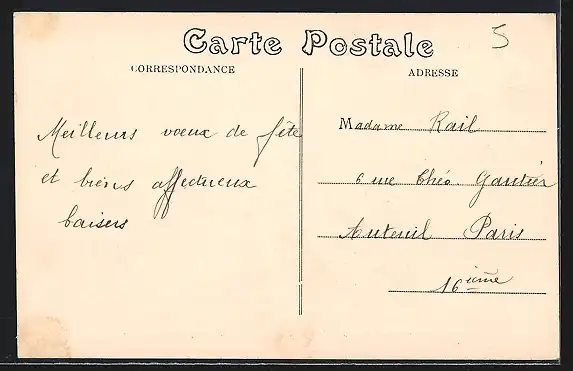 Carte Postale
5
CORRESPONDANCE
ADRESSE
Meilleurs voeux de fête
et biens affectueux
baisers
Madame Rail
6 rue Théo. Gautier
Auteuil Paris
16ième